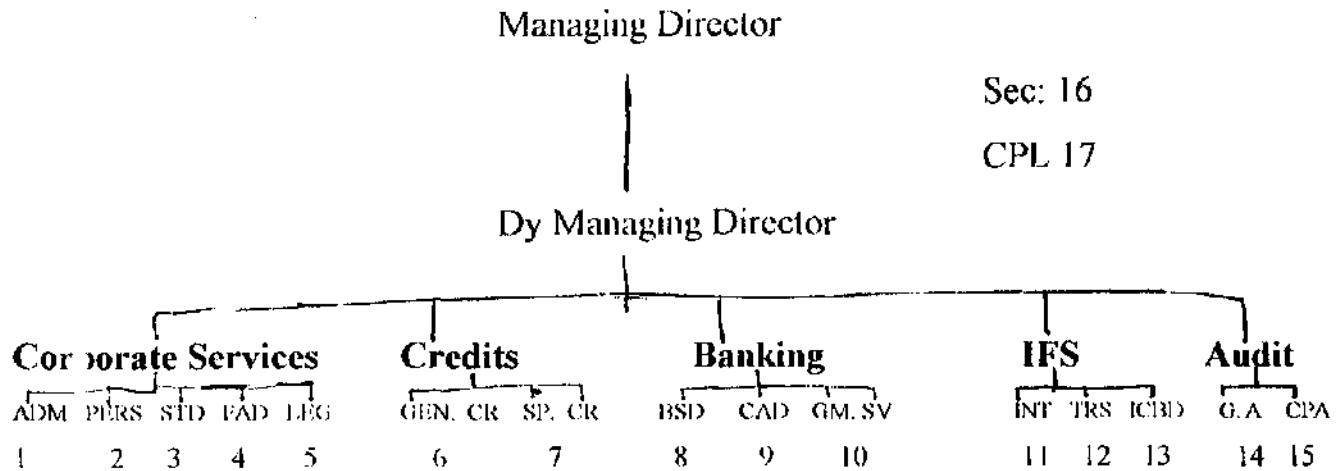 Managing Director
Sec: 16
CPL 17
Dy Managing Director
Corporate Services Credits Banking IFS Audit
ADM PERS STD FAD LEG GEN. CR SP. CR BSD CAD GM. SV INT TRS ICBD G. A CPA
1 2 3 4 5 6 7 8 9 10 11 12 13 14 15